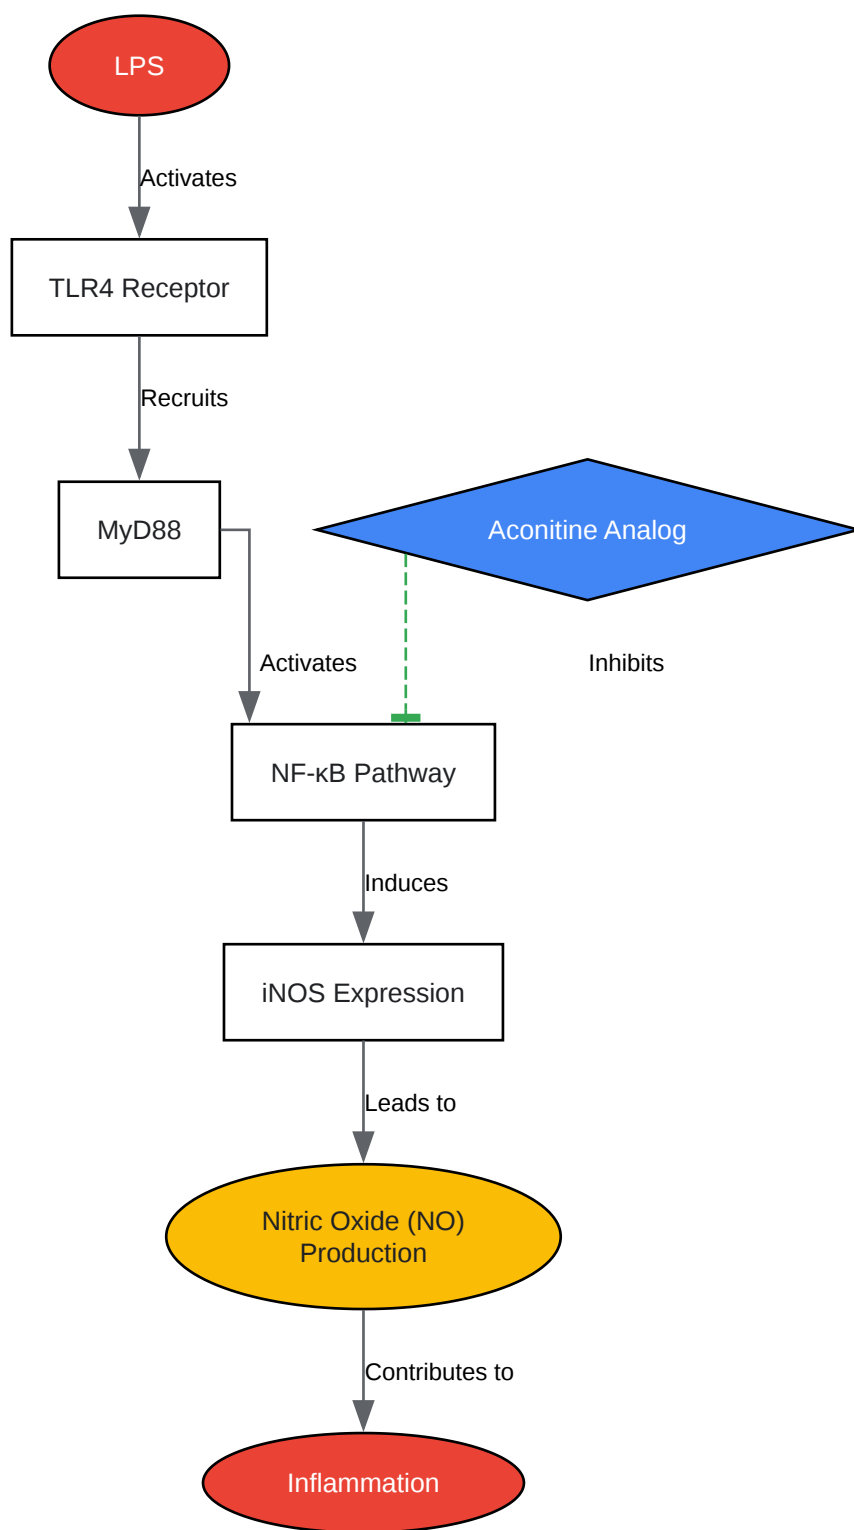 LPS
Activates
TLR4 Receptor
Recruits
MyD88
Aconitine Analog
Activates
Inhibits
NF-κB Pathway
Induces
iNOS Expression
Leads to
Nitric Oxide (NO)
Production
Contributes to
Inflammation